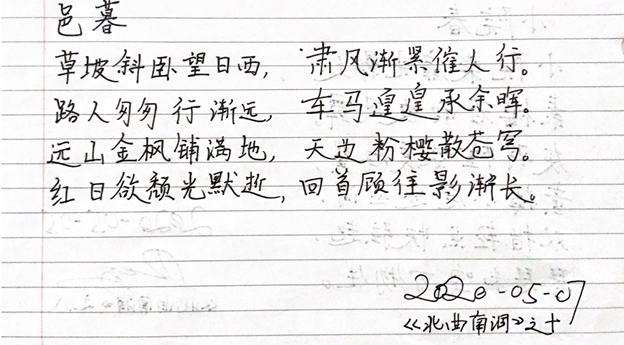 邑暮
草坡斜卧望日西，肃风渐紧催人行。
路人匆匆行渐远，车马遑遑承余晖。
远山金枫铺满地，天边粉樱散苍穹。
红日欲颓光默逝，回首顾往影渐长。
2020-05-07
《北曲南词》之十